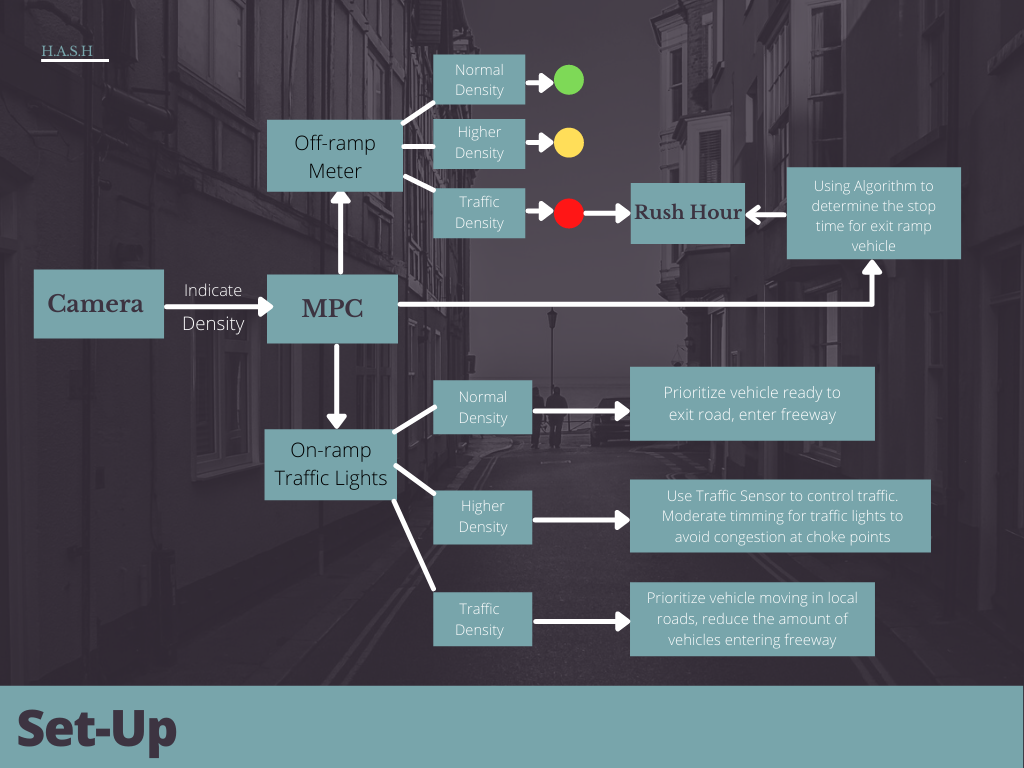 H.A.S.H
Normal
Density
Higher
Density
Traffic
Density
Off-ramp
Meter
Rush Hour
Using Algorithm to
determine the stop
time for exit ramp
vehicle
Camera
Indicate
Density
MPC
On-ramp
Traffic Lights
Normal
Density
Prioritize vehicle ready to
exit road, enter freeway
Higher
Density
Use Traffic Sensor to control traffic.
Moderate timming for traffic lights to
avoid congestion at choke points
Traffic
Density
Prioritize vehicle moving in local
roads, reduce the amount of
vehicles entering freeway
Set-Up